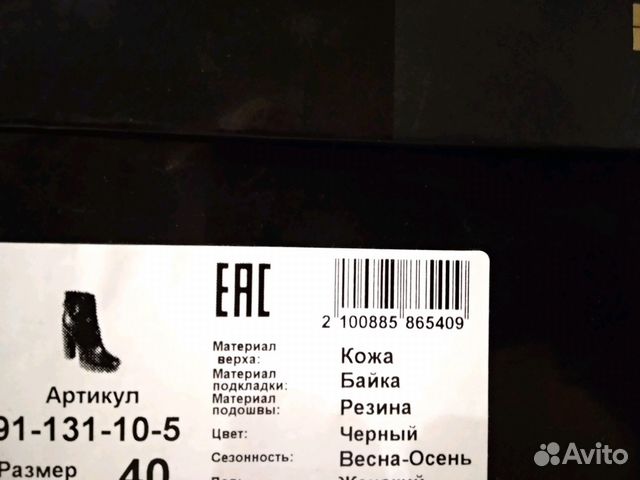 EAC
2 100885 865409
Артикул
91-131-10-5
Размер 40
Материал верха: Кожа
Материал подкладки: Байка
Материал подошвы: Резина
Цвет: Черный
Сезонность: Весна-Осень
Avito